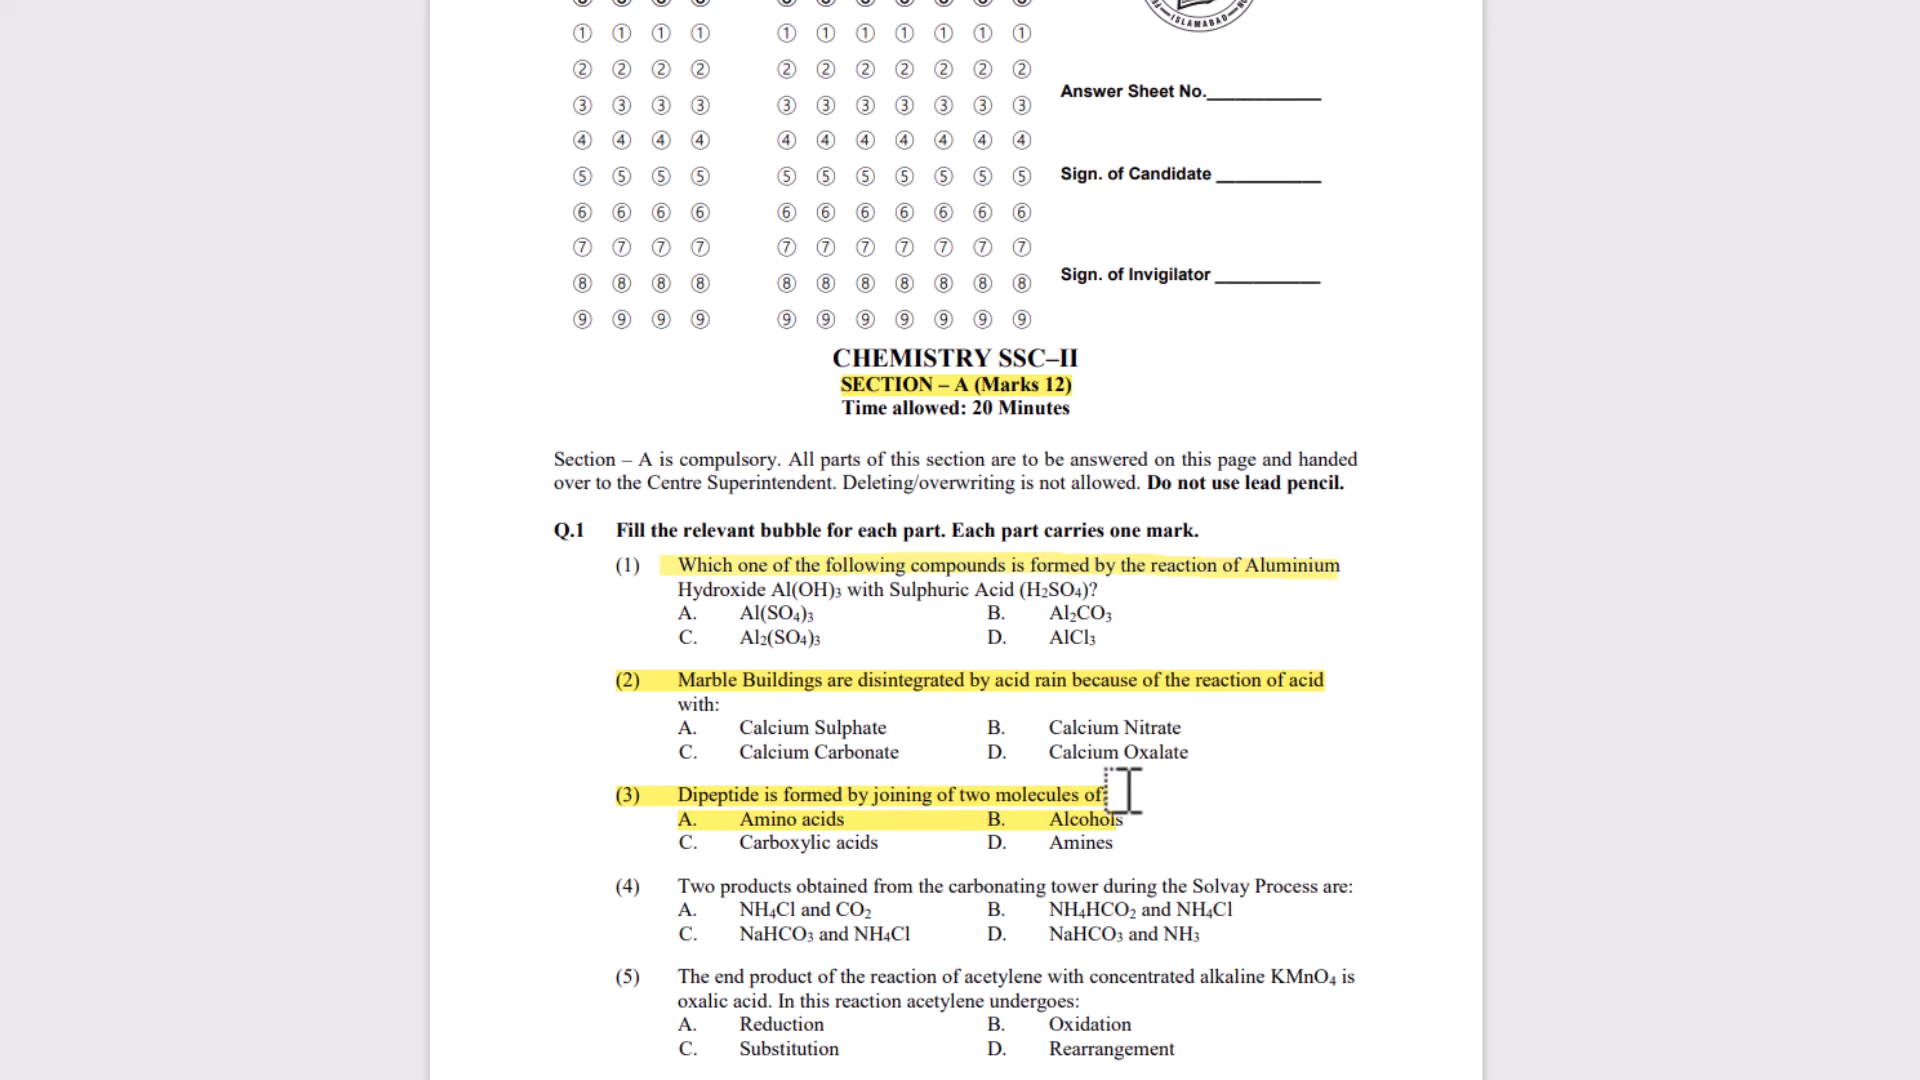 ① ① ① ① ① ① ① ① ① ① ①
② ② ② ② ② ② ② ② ② ② ②
③ ③ ③ ③ ③ ③ ③ ③ ③ ③ ③
④ ④ ④ ④ ④ ④ ④ ④ ④ ④ ④
⑤ ⑤ ⑤ ⑤ ⑤ ⑤ ⑤ ⑤ ⑤ ⑤ ⑤
⑥ ⑥ ⑥ ⑥ ⑥ ⑥ ⑥ ⑥ ⑥ ⑥ ⑥
⑦ ⑦ ⑦ ⑦ ⑦ ⑦ ⑦ ⑦ ⑦ ⑦ ⑦
⑧ ⑧ ⑧ ⑧ ⑧ ⑧ ⑧ ⑧ ⑧ ⑧ ⑧
⑨ ⑨ ⑨ ⑨ ⑨ ⑨ ⑨ ⑨ ⑨ ⑨ ⑨
ISLAMABAD
Answer Sheet No.____________
Sign. of Candidate ___________
Sign. of Invigilator ___________
CHEMISTRY SSC–II
SECTION – A (Marks 12)
Time allowed: 20 Minutes
Section – A is compulsory. All parts of this section are to be answered on this page and handed
over to the Centre Superintendent. Deleting/overwriting is not allowed. Do not use lead pencil.
Q.1 Fill the relevant bubble for each part. Each part carries one mark.
(1) Which one of the following compounds is formed by the reaction of Aluminium
Hydroxide Al(OH)₃ with Sulphuric Acid (H₂SO₄)?
A. Al(SO₄)₃ B. Al₂CO₃
C. Al₂(SO₄)₃ D. AlCl₃
(2) Marble Buildings are disintegrated by acid rain because of the reaction of acid
with:
A. Calcium Sulphate B. Calcium Nitrate
C. Calcium Carbonate D. Calcium Oxalate
(3) Dipeptide is formed by joining of two molecules of:
A. Amino acids B. Alcohols
C. Carboxylic acids D. Amines
(4) Two products obtained from the carbonating tower during the Solvay Process are:
A. NH₄Cl and CO₂ B. NH₄HCO₂ and NH₄Cl
C. NaHCO₃ and NH₄Cl D. NaHCO₃ and NH₃
(5) The end product of the reaction of acetylene with concentrated alkaline KMnO₄ is
oxalic acid. In this reaction acetylene undergoes:
A. Reduction B. Oxidation
C. Substitution D. Rearrangement